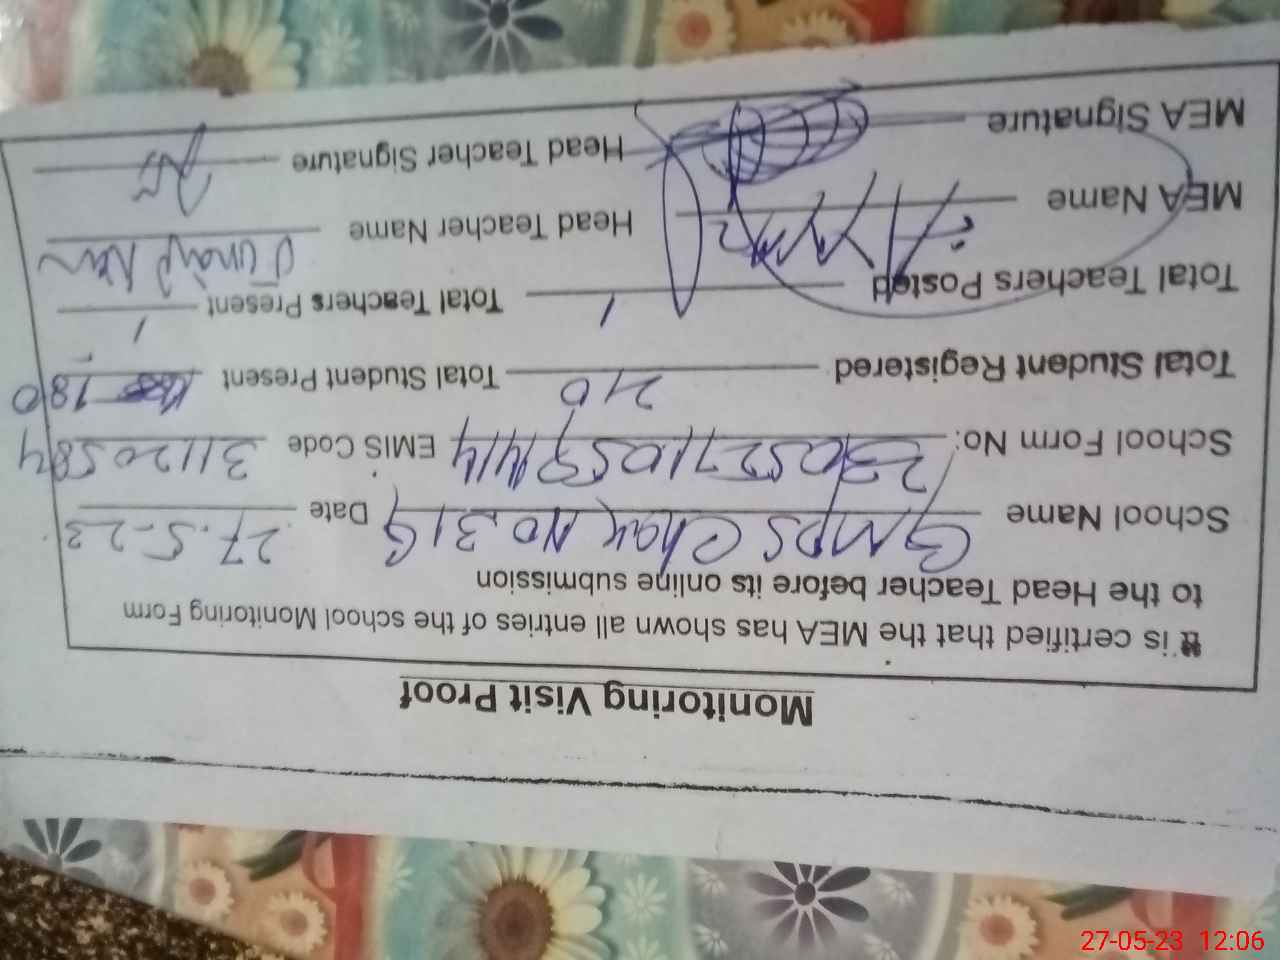 Monitoring Visit Proof
It is certified that the MEA has shown all entries of the school Monitoring Form
to the Head Teacher before its online submission
School Name GMPS Chak No. 31G Date 27.5.23
School Form No: EMIS Code 31120584
Total Student Registered 210 Total Student Present 180
Total Teachers Posted 1 Total Teachers Present 1
MEA Name Head Teacher Name
MEA Signature Head Teacher Signature
27-05-23 12:06